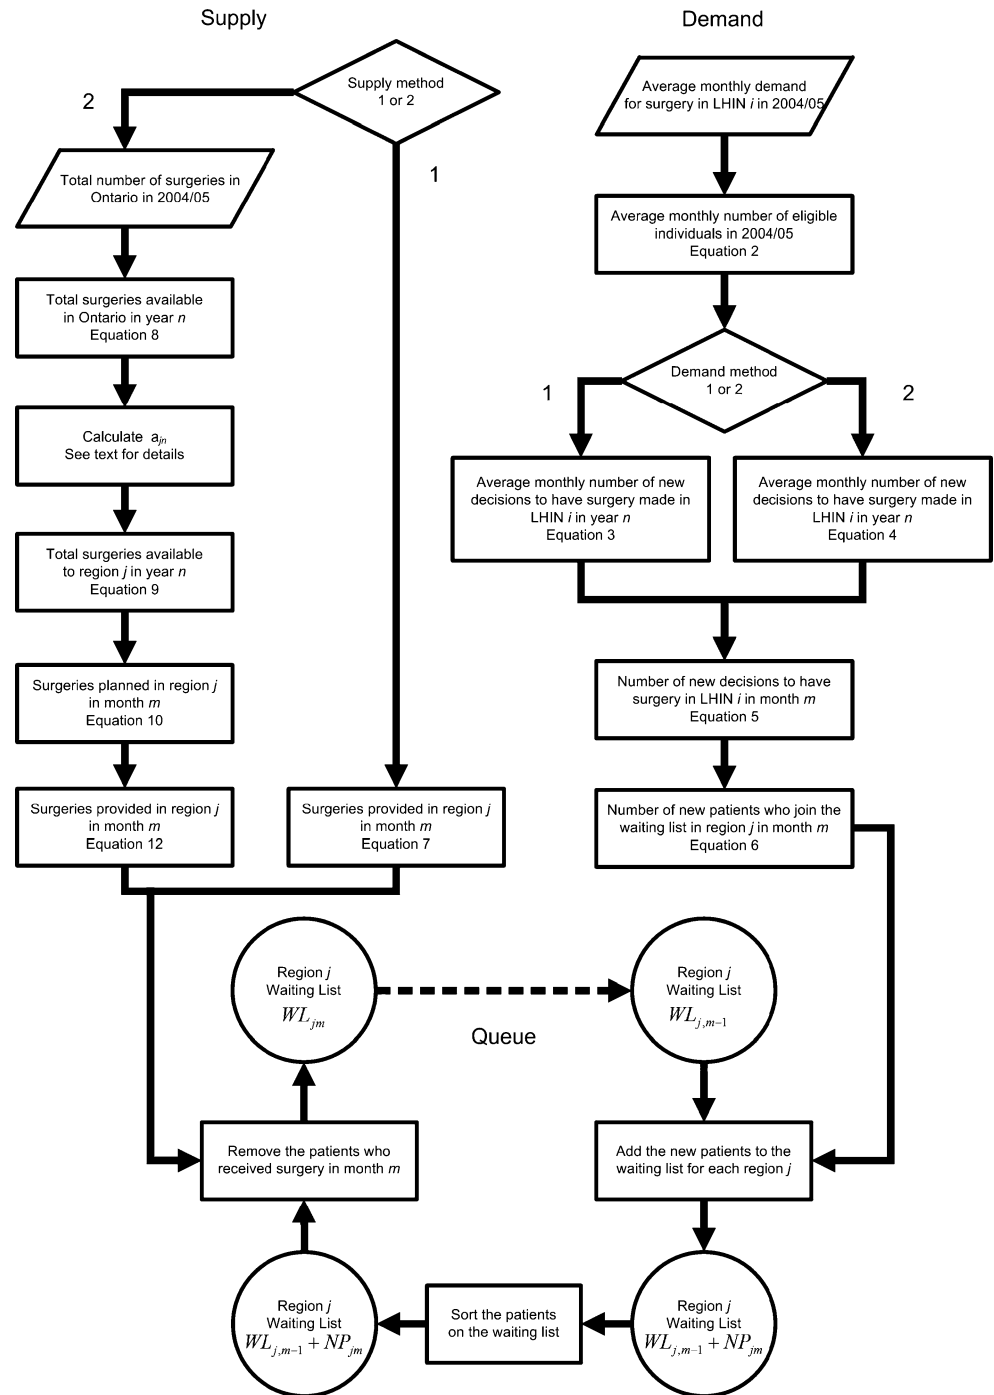 Supply
Supply method
1 or 2
2
1
Total number of surgeries in
Ontario in 2004/05
Total surgeries available
in Ontario in year n
Equation 8
Calculate a_jn
See text for details
Total surgeries available
to region j in year n
Equation 9
Surgeries planned in region j
in month m
Equation 10
Surgeries provided in region j
in month m
Equation 12
Surgeries provided in region j
in month m
Equation 7
Demand
Average monthly demand
for surgery in LHIN i in 2004/05
Average monthly number of eligible
individuals in 2004/05
Equation 2
Demand method
1 or 2
1
2
Average monthly number of new
decisions to have surgery made in
LHIN i in year n
Equation 3
Average monthly number of new
decisions to have surgery made in
LHIN i in year n
Equation 4
Number of new decisions to have
surgery in LHIN i in month m
Equation 5
Number of new patients who join the
waiting list in region j in month m
Equation 6
Region j
Waiting List
WL_jm
Queue
Region j
Waiting List
WL_j,m−1
Remove the patients who
received surgery in month m
Add the new patients to the
waiting list for each region j
Region j
Waiting List
WL_j,m−1 + NP_jm
Sort the patients
on the waiting list
Region j
Waiting List
WL_j,m−1 + NP_jm